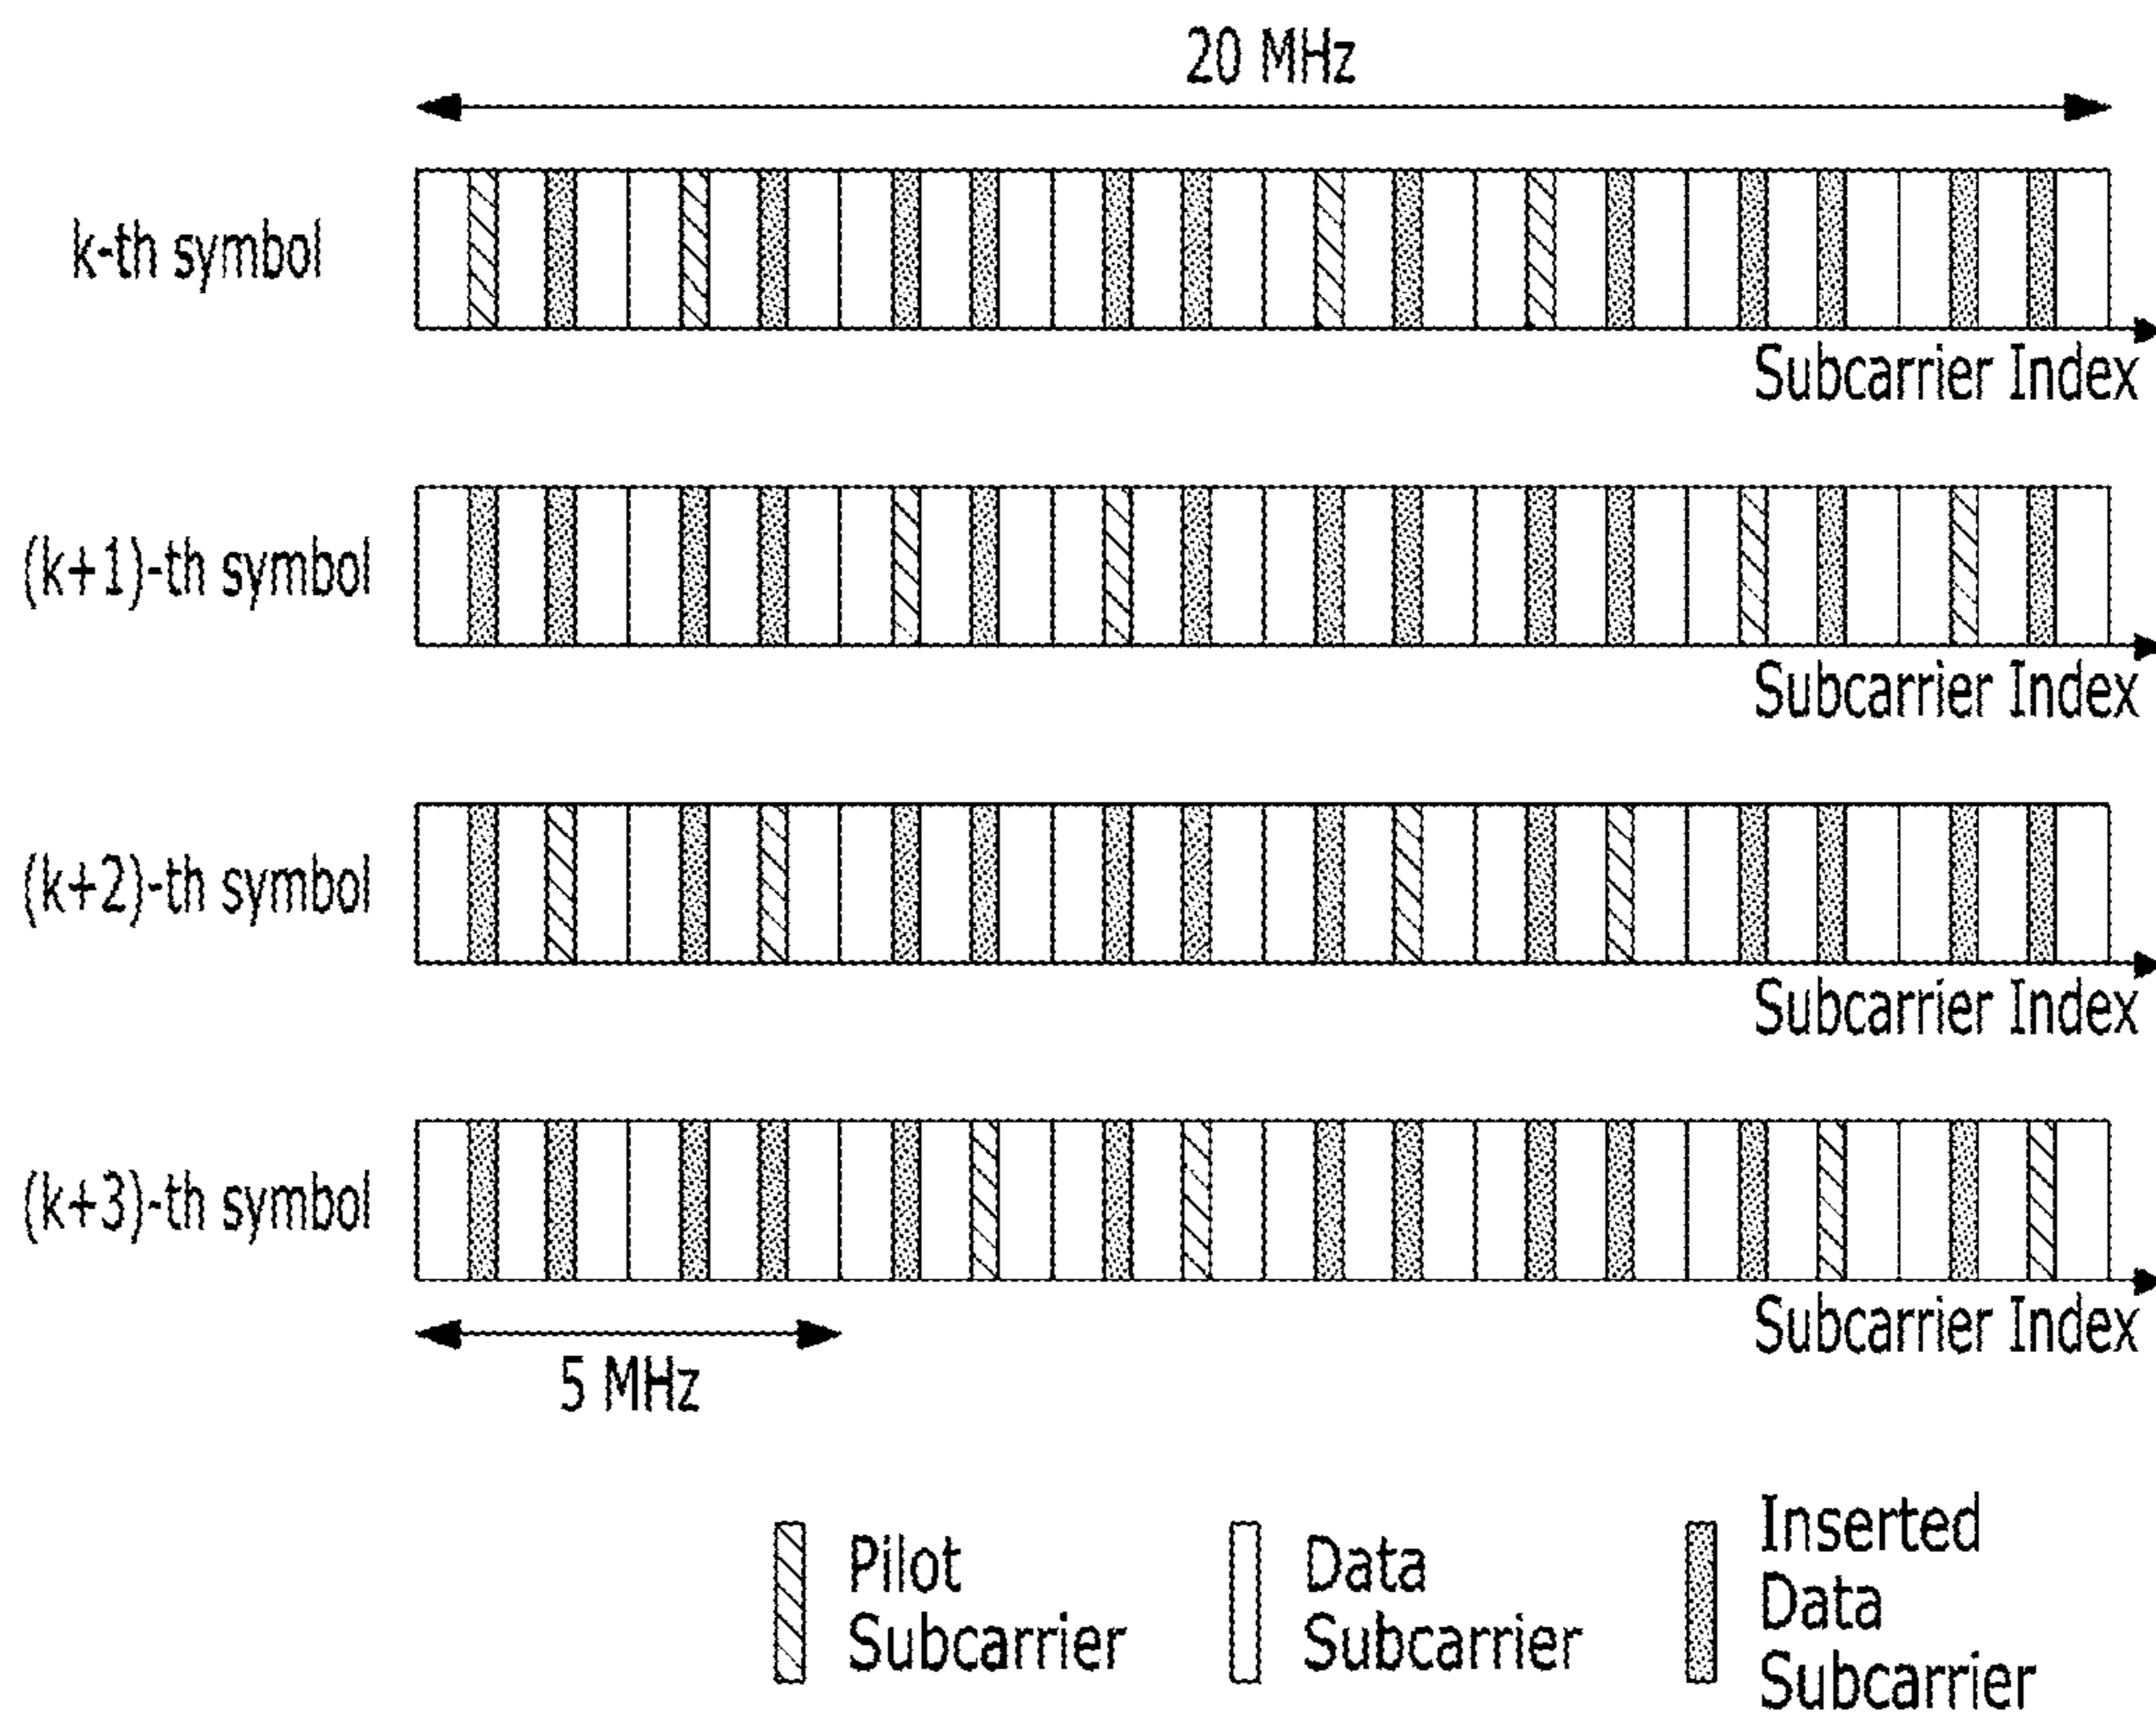 20 MHz
k-th symbol
Subcarrier Index
(k+1)-th symbol
Subcarrier Index
(k+2)-th symbol
Subcarrier Index
(k+3)-th symbol
Subcarrier Index
5 MHz
Pilot
Subcarrier
Data
Subcarrier
Inserted
Data
Subcarrier